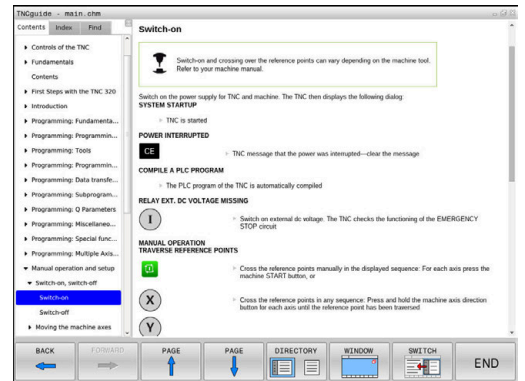 TNCguide - main.chm
Contents Index Find
Controls of the TNC
Fundamentals
Contents
First Steps with the TNC 320
Introduction
Programming: Fundamenta...
Programming: Programmin...
Programming: Tools
Programming: Programmin...
Programming: Data transfe...
Programming: Subprogram...
Programming: Q Parameters
Programming: Miscellaneo...
Programming: Special func...
Programming: Multiple Axis...
Manual operation and setup
Switch-on, switch-off
Switch-on
Switch-off
Moving the machine axes
Switch-on
Switch-on and crossing over the reference points can vary depending on the machine tool.
Refer to your machine manual.
Switch on the power supply for TNC and machine. The TNC then displays the following dialog:
SYSTEM STARTUP
TNC is started
POWER INTERRUPTED
CE
TNC message that the power was interrupted—clear the message
COMPILE A PLC PROGRAM
The PLC program of the TNC is automatically compiled
RELAY EXT. DC VOLTAGE MISSING
I
Switch on external dc voltage. The TNC checks the functioning of the EMERGENCY
STOP circuit
MANUAL OPERATION
TRAVERSE REFERENCE POINTS
Cross the reference points manually in the displayed sequence: For each axis press the
machine START button, or
X
Cross the reference points in any sequence: Press and hold the machine axis direction
button for each axis until the reference point has been traversed
Y
BACK
FORWARD
PAGE
PAGE
DIRECTORY
WINDOW
SWITCH
END